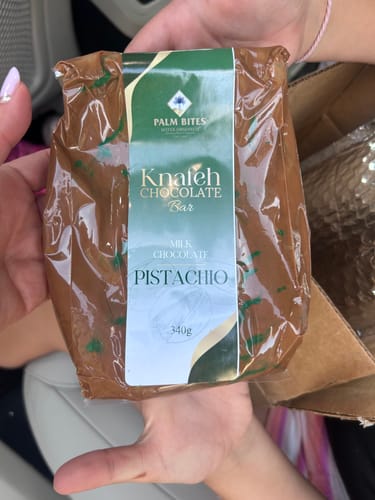 PALM BITES
Knafeh
CHOCOLATE
Bar
MILK
CHOCOLATE
PISTACHIO
340g